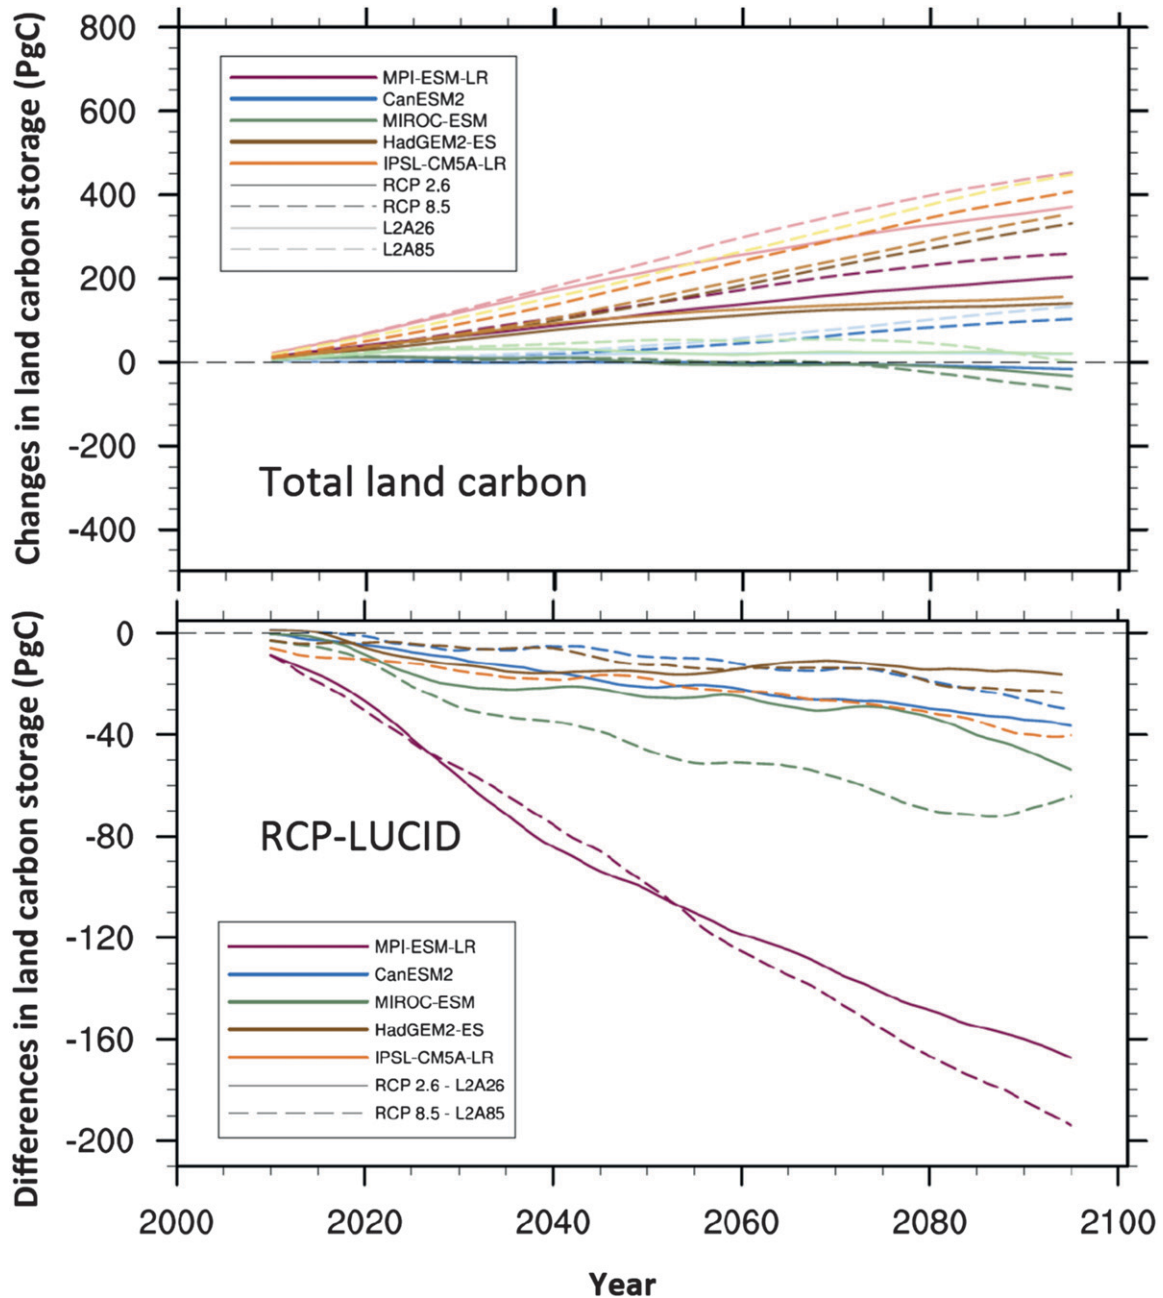 Changes in land carbon storage (PgC)
800
600
400
200
0
-200
-400
MPI-ESM-LR
CanESM2
MIROC-ESM
HadGEM2-ES
IPSL-CM5A-LR
RCP 2.6
RCP 8.5
L2A26
L2A85
Total land carbon
Differences in land carbon storage (PgC)
0
-40
-80
-120
-160
-200
RCP-LUCID
MPI-ESM-LR
CanESM2
MIROC-ESM
HadGEM2-ES
IPSL-CM5A-LR
RCP 2.6 - L2A26
RCP 8.5 - L2A85
2000 2020 2040 2060 2080 2100
Year